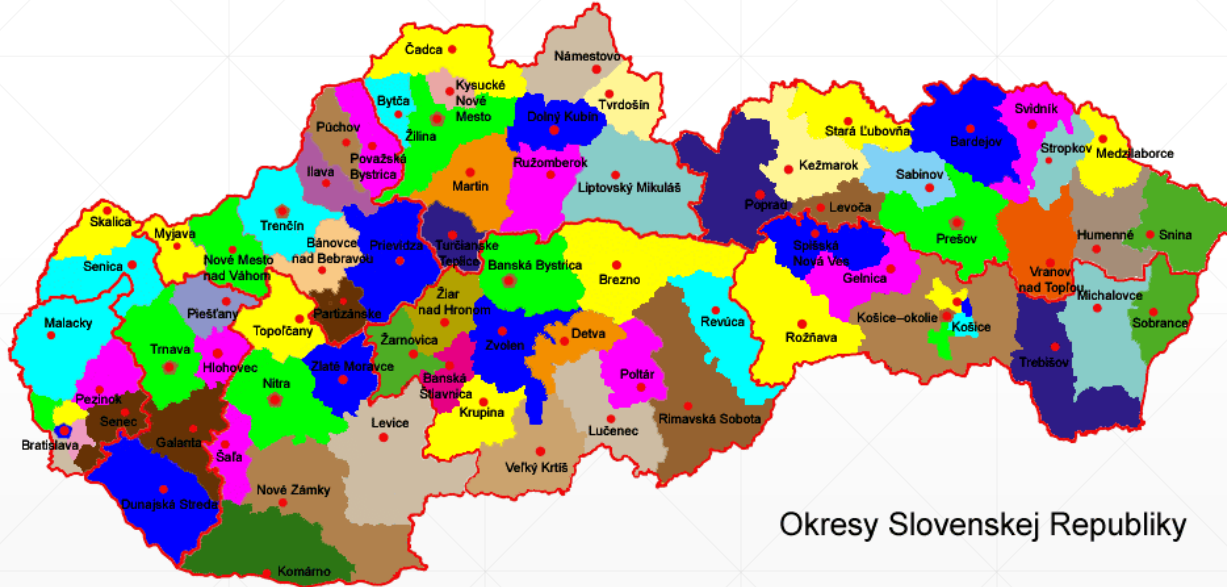 Čadca
Námestovo
Kysucké
Nové
Mesto
Bytča
Tvrdošín
Dolný Kubín
Púchov
Žilina
Považská
Bystrica
Ružomberok
Ilava
Martin
Liptovský Mikuláš
Svidník
Stará Ľubovňa
Bardejov
Stropkov
Medzilaborce
Kežmarok
Sabinov
Poprad
Levoča
Skalica
Myjava
Trenčín
Bánovce
nad Bebravou
Prievidza
Turčianske
Teplice
Senica
Nové Mesto
nad Váhom
Banská Bystrica
Brezno
Spišská
Nová Ves
Gelnica
Prešov
Humenné
Snina
Vranov
nad Topľou
Michalovce
Malacky
Piešťany
Topoľčany
Partizánske
Žiar
nad Hronom
Žarnovica
Zvolen
Detva
Revúca
Rožňava
Košice–okolie
Košice
Sobrance
Trnava
Hlohovec
Nitra
Zlaté Moravce
Banská
Štiavnica
Poltár
Trebišov
Pezinok
Senec
Krupina
Bratislava
Galanta
Šaľa
Levice
Lučenec
Rimavská Sobota
Veľký Krtíš
Dunajská Streda
Nové Zámky
Komárno
Okresy Slovenskej Republiky